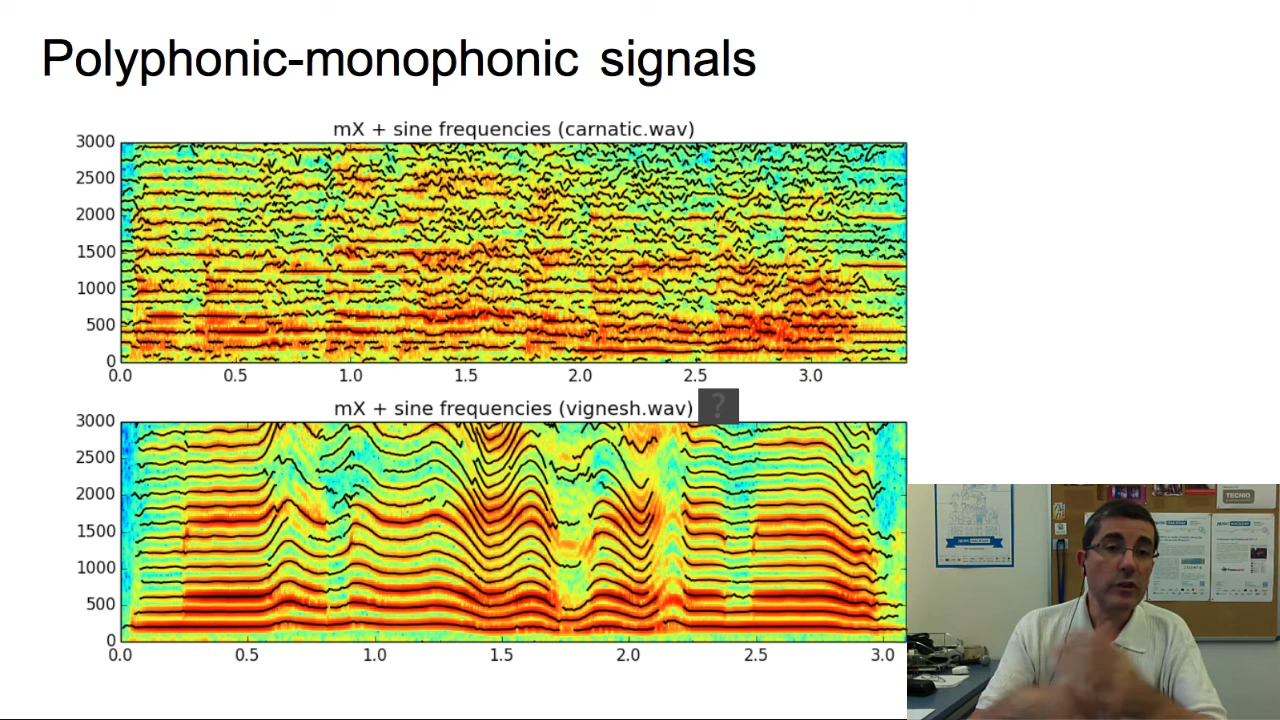 Polyphonic-monophonic signals
mX + sine frequencies (carnatic.wav)
3000
2500
2000
1500
1000
500
0
0.0 0.5 1.0 1.5 2.0 2.5 3.0
mX + sine frequencies (vignesh.wav) ?
3000
2500
2000
1500
1000
500
0
0.0 0.5 1.0 1.5 2.0 2.5 3.0
TECNIO